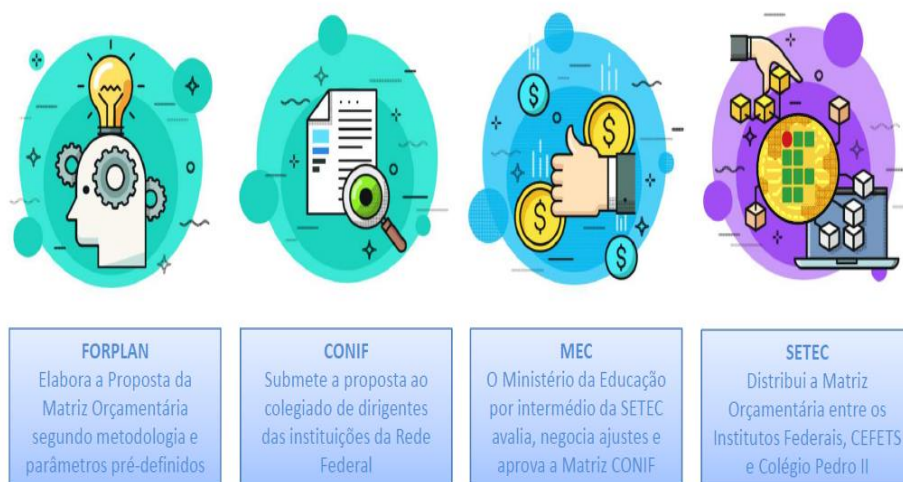 FORPLAN
Elabora a Proposta da
Matriz Orçamentária
segundo metodologia e
parâmetros pré-definidos
CONIF
Submete a proposta ao
colegiado de dirigentes
das instituições da Rede
Federal
MEC
O Ministério da Educação
por intermédio da SETEC
avalia, negocia ajustes e
aprova a Matriz CONIF
SETEC
Distribui a Matriz
Orçamentária entre os
Institutos Federais, CEFETS
e Colégio Pedro II